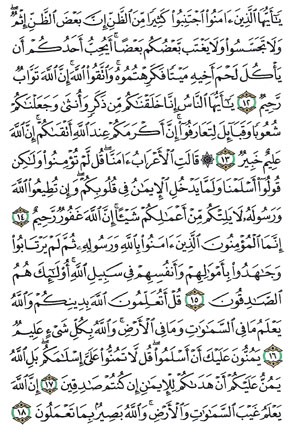 يَـٰٓأَيُّهَا ٱلَّذِينَ ءَامَنُوا۟ ٱجْتَنِبُوا۟ كَثِيرًا مِّنَ ٱلظَّنِّ إِنَّ بَعْضَ ٱلظَّنِّ إِثْمٌ ۖ
وَلَا تَجَسَّسُوا۟ وَلَا يَغْتَب بَّعْضُكُم بَعْضًا ۚ أَيُحِبُّ أَحَدُكُمْ أَن
يَأْكُلَ لَحْمَ أَخِيهِ مَيْتًا فَكَرِهْتُمُوهُ ۚ وَٱتَّقُوا۟ ٱللَّهَ ۚ إِنَّ ٱللَّهَ تَوَّابٌ
رَّحِيمٌ ١٢ يَـٰٓأَيُّهَا ٱلنَّاسُ إِنَّا خَلَقْنَـٰكُم مِّن ذَكَرٍ وَأُنثَىٰ وَجَعَلْنَـٰكُمْ
شُعُوبًا وَقَبَآئِلَ لِتَعَارَفُوٓا۟ ۚ إِنَّ أَكْرَمَكُمْ عِندَ ٱللَّهِ أَتْقَىٰكُمْ ۚ إِنَّ ٱللَّهَ
عَلِيمٌ خَبِيرٌ ١٣ ۞ قَالَتِ ٱلْأَعْرَابُ ءَامَنَّا ۖ قُل لَّمْ تُؤْمِنُوا۟ وَلَـٰكِن
قُولُوٓا۟ أَسْلَمْنَا وَلَمَّا يَدْخُلِ ٱلْإِيمَـٰنُ فِى قُلُوبِكُمْ ۖ وَإِن تُطِيعُوا۟ ٱللَّهَ
وَرَسُولَهُۥ لَا يَلِتْكُم مِّنْ أَعْمَـٰلِكُمْ شَيْـًٔا ۚ إِنَّ ٱللَّهَ غَفُورٌ رَّحِيمٌ ١٤
إِنَّمَا ٱلْمُؤْمِنُونَ ٱلَّذِينَ ءَامَنُوا۟ بِٱللَّهِ وَرَسُولِهِۦ ثُمَّ لَمْ يَرْتَابُوا۟
وَجَـٰهَدُوا۟ بِأَمْوَٰلِهِمْ وَأَنفُسِهِمْ فِى سَبِيلِ ٱللَّهِ ۚ أُو۟لَـٰٓئِكَ هُمُ
ٱلصَّـٰدِقُونَ ١٥ قُلْ أَتُعَلِّمُونَ ٱللَّهَ بِدِينِكُمْ وَٱللَّهُ
يَعْلَمُ مَا فِى ٱلسَّمَـٰوَٰتِ وَمَا فِى ٱلْأَرْضِ ۚ وَٱللَّهُ بِكُلِّ شَىْءٍ عَلِيمٌ
١٦ يَمُنُّونَ عَلَيْكَ أَنْ أَسْلَمُوا۟ ۖ قُل لَّا تَمُنُّوا۟ عَلَىَّ إِسْلَـٰمَكُم ۖ بَلِ ٱللَّهُ
يَمُنُّ عَلَيْكُمْ أَنْ هَدَىٰكُمْ لِلْإِيمَـٰنِ إِن كُنتُمْ صَـٰدِقِينَ ١٧ إِنَّ ٱللَّهَ
يَعْلَمُ غَيْبَ ٱلسَّمَـٰوَٰتِ وَٱلْأَرْضِ ۚ وَٱللَّهُ بَصِيرٌۢ بِمَا تَعْمَلُونَ ١٨